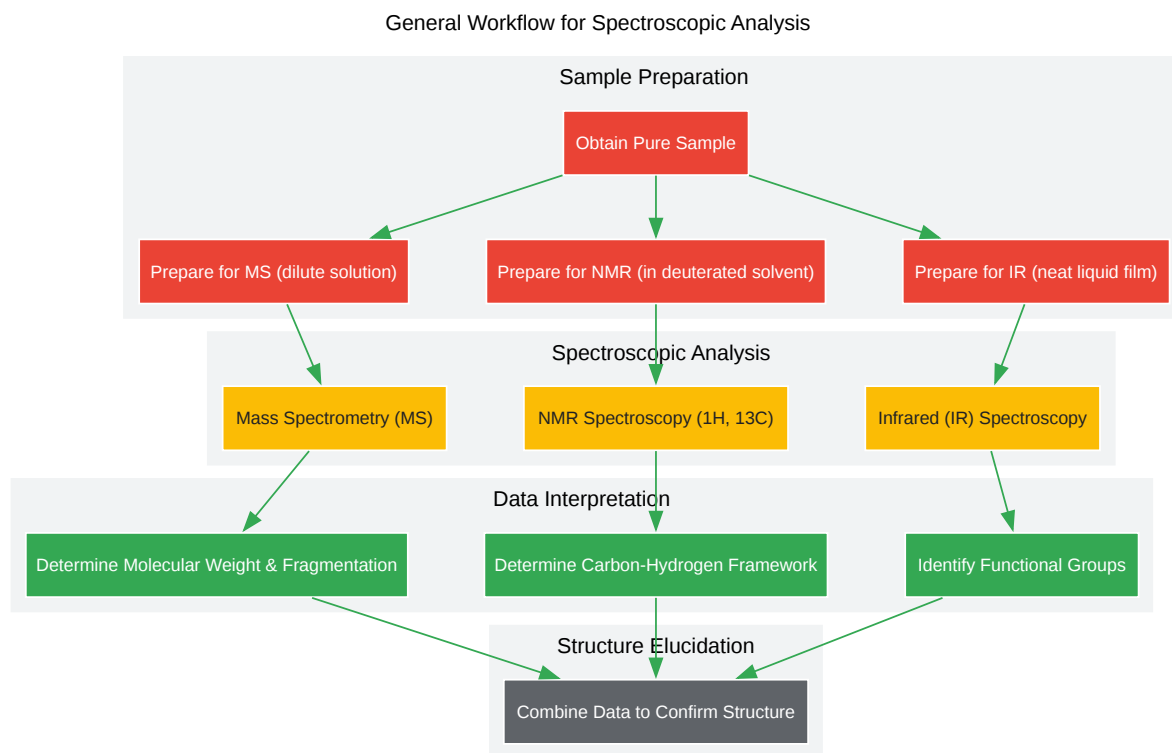 General Workflow for Spectroscopic Analysis
Sample Preparation
Obtain Pure Sample
Prepare for MS (dilute solution)
Prepare for NMR (in deuterated solvent)
Prepare for IR (neat liquid film)
Spectroscopic Analysis
Mass Spectrometry (MS)
NMR Spectroscopy (1H, 13C)
Infrared (IR) Spectroscopy
Data Interpretation
Determine Molecular Weight & Fragmentation
Determine Carbon-Hydrogen Framework
Identify Functional Groups
Structure Elucidation
Combine Data to Confirm Structure